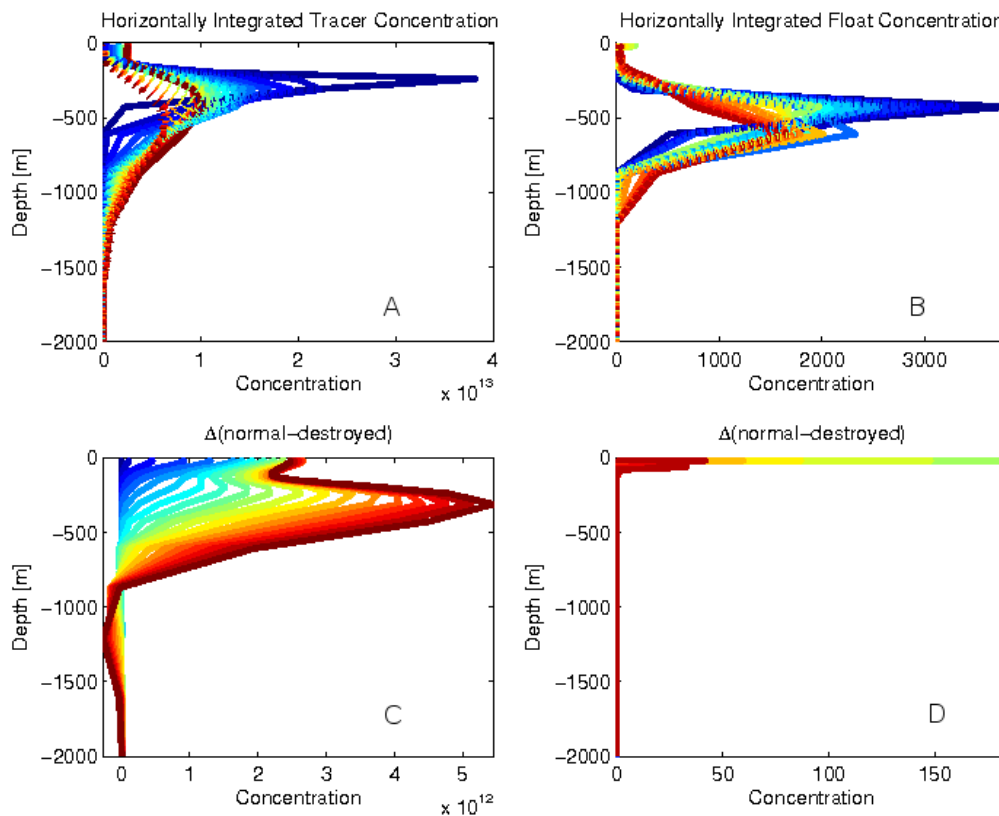 Horizontally Integrated Tracer Concentration
0
−500
−1000
−1500
−2000
Depth [m]
0 1 2 3 4
Concentration
x 10^13
A
Horizontally Integrated Float Concentration
0
−500
−1000
−1500
−2000
Depth [m]
0 1000 2000 3000
Concentration
B
Δ(normal−destroyed)
0
−500
−1000
−1500
−2000
Depth [m]
0 1 2 3 4 5
Concentration
x 10^12
C
Δ(normal−destroyed)
0
−500
−1000
−1500
−2000
Depth [m]
0 50 100 150
Concentration
D